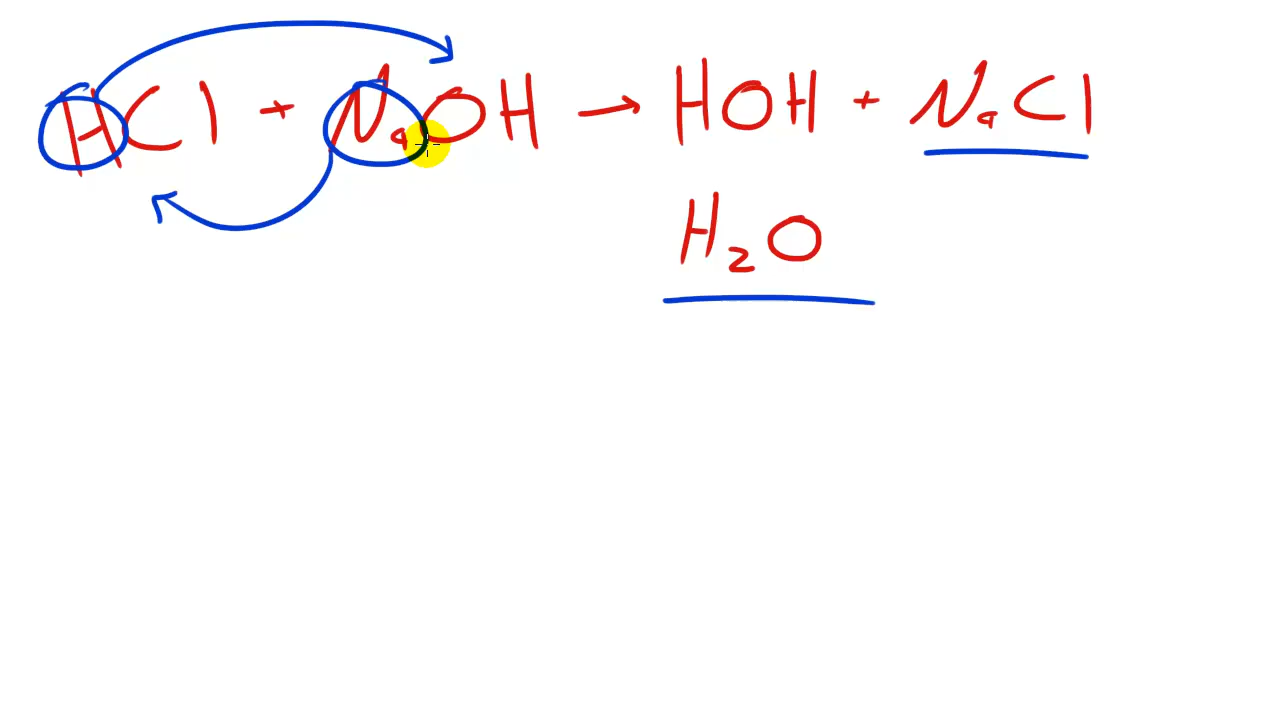 HCl + NaOH → HOH + NaCl
H₂O